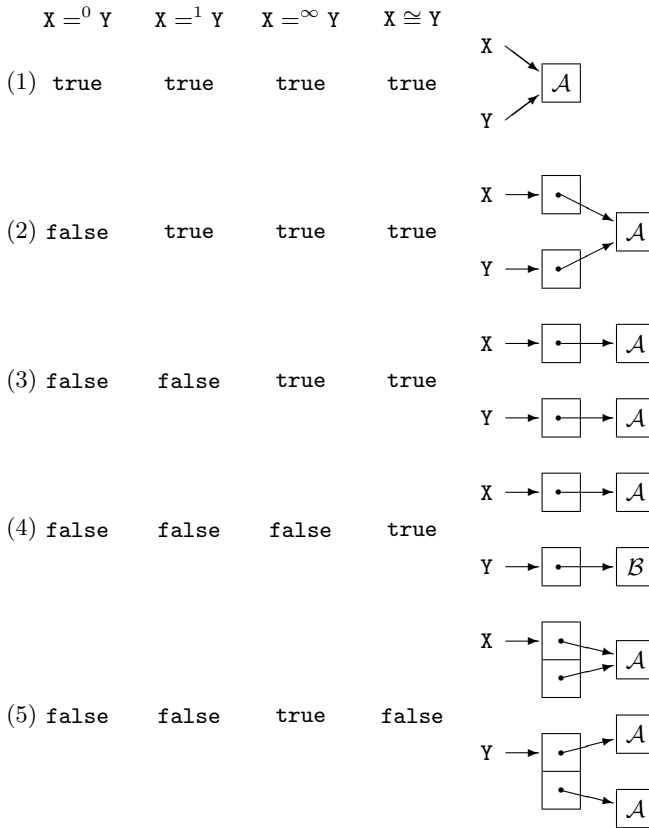 X =⁰ Y X =¹ Y X =^∞ Y X ≅ Y
X
(1) true true true true 𝒜
Y
X
(2) false true true true 𝒜
Y
X 𝒜
(3) false false true true
Y 𝒜
X 𝒜
(4) false false false true
Y ℬ
X 𝒜
(5) false false true false
𝒜
Y
𝒜